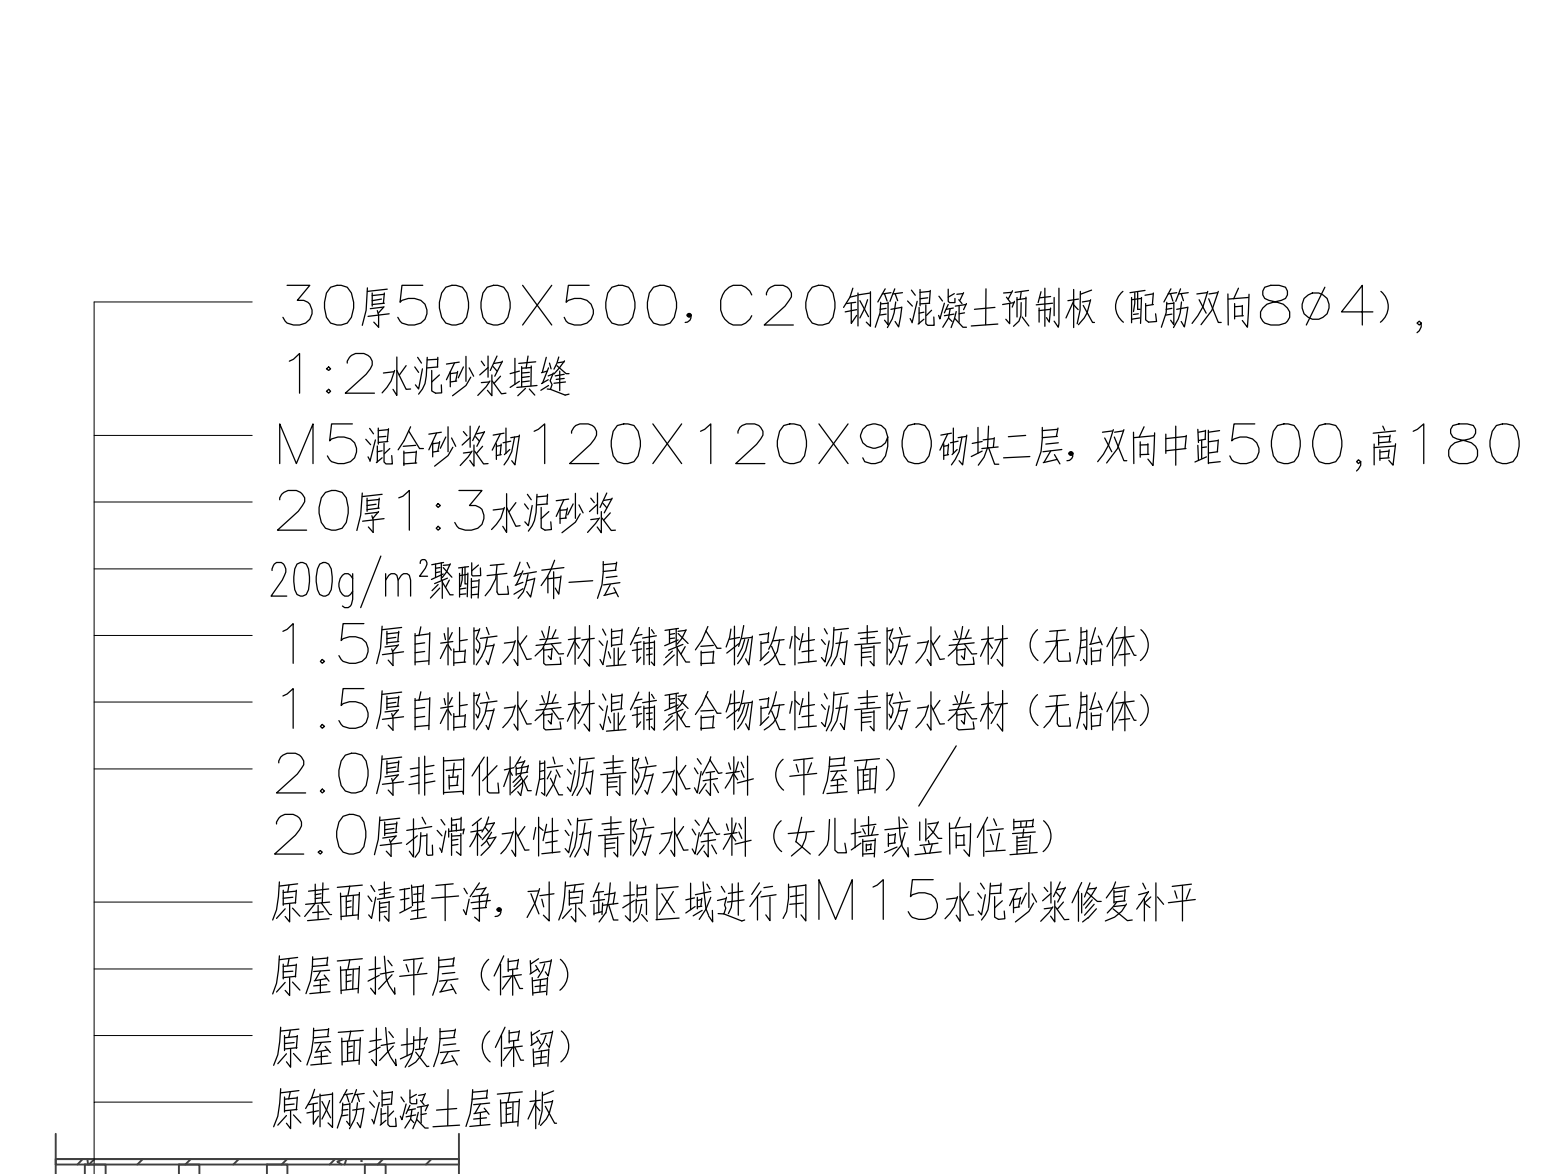 30厚500X500，C20钢筋混凝土预制板（配筋双向8Ø4），
1:2水泥砂浆填缝
M5混合砂浆砌120X120X90砌块二层，双向中距500,高180
20厚1:3水泥砂浆
200g/m²聚酯无纺布一层
1.5厚自粘防水卷材湿铺聚合物改性沥青防水卷材（无胎体）
1.5厚自粘防水卷材湿铺聚合物改性沥青防水卷材（无胎体）
2.0厚非固化橡胶沥青防水涂料（平屋面）/
2.0厚抗滑移水性沥青防水涂料（女儿墙或竖向位置）
原基面清理干净，对原缺损区域进行用M15水泥砂浆修复补平
原屋面找平层（保留）
原屋面找坡层（保留）
原钢筋混凝土屋面板